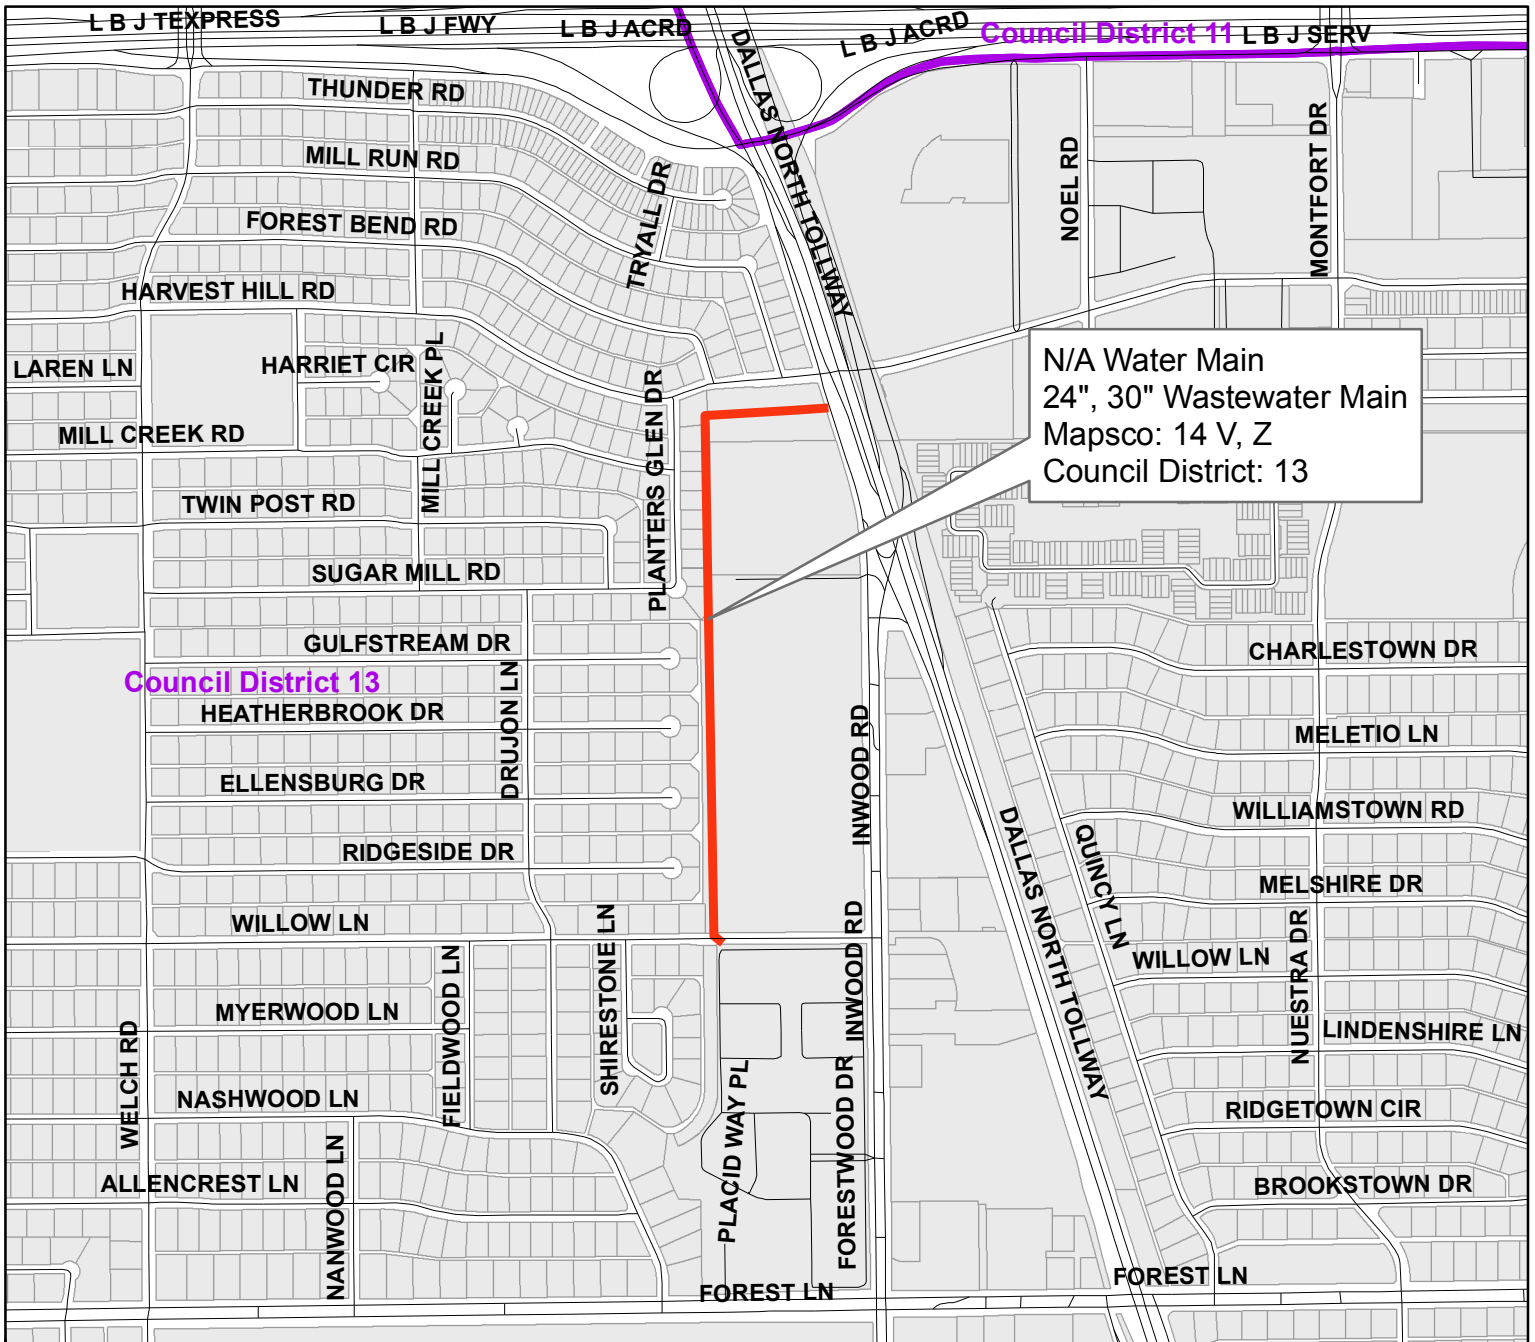 L B J TEXPRESS
L B J FWY
L B J ACRD
L B J ACRD
Council District 11
L B J SERV
DALLAS NORTH TOLLWAY
THUNDER RD
MILL RUN RD
FOREST BEND RD
TRYALL DR
NOEL RD
MONTFORT DR
HARVEST HILL RD
LAREN LN
HARRIET CIR
MILL CREEK PL
PLANTERS GLEN DR
MILL CREEK RD
TWIN POST RD
SUGAR MILL RD
N/A Water Main
24", 30" Wastewater Main
Mapsco: 14 V, Z
Council District: 13
GULFSTREAM DR
CHARLESTOWN DR
Council District 13
DRUJON LN
HEATHERBROOK DR
INWOOD RD
MELETIO LN
ELLENSBURG DR
WILLIAMSTOWN RD
RIDGESIDE DR
DALLAS NORTH TOLLWAY
QUINCY LN
MELSHIRE DR
WILLOW LN
SHIRESTONE LN
INWOOD RD
WILLOW LN
NUESTRA DR
FIELDWOOD LN
MYERWOOD LN
LINDENSHIRE LN
WELCH RD
NASHWOOD LN
PLACID WAY PL
FORESTWOOD DR
RIDGETOWN CIR
ALLENCREST LN
NANWOOD LN
BROOKSTOWN DR
FOREST LN
FOREST LN